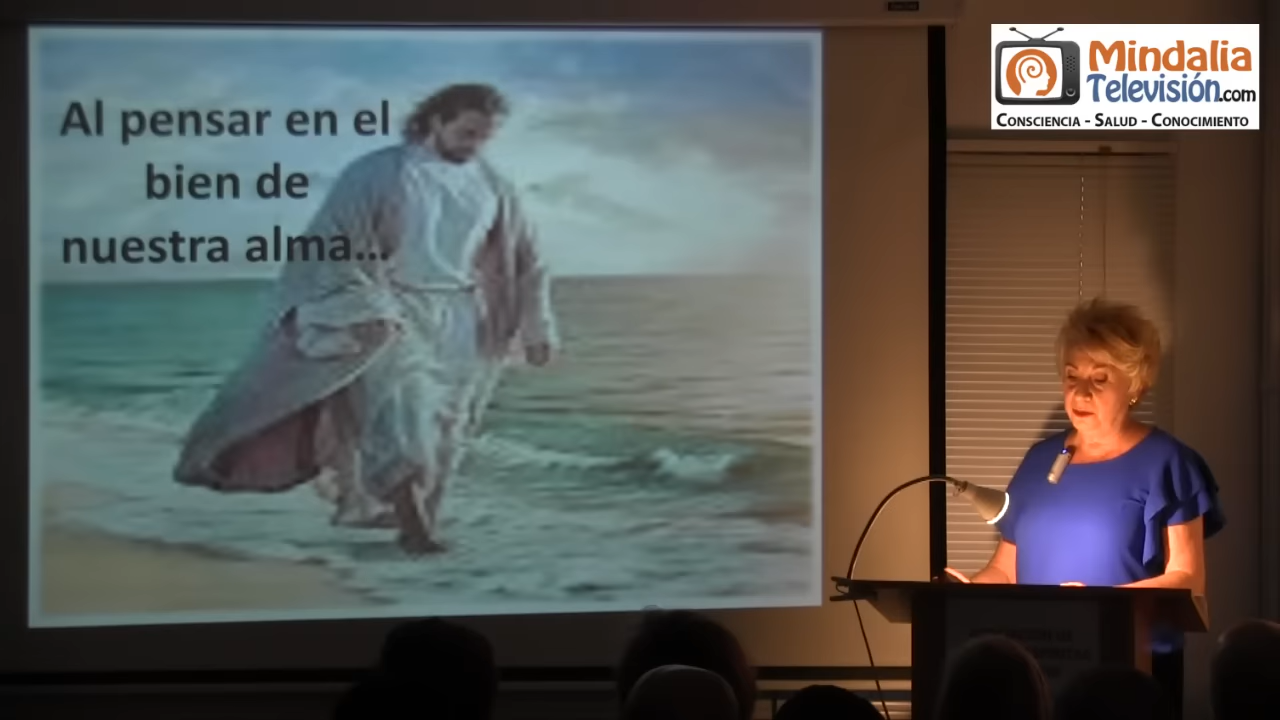 Al pensar en el
bien de
nuestra alma...
Mindalia
Televisión.com
CONSCIENCIA - SALUD - CONOCIMIENTO